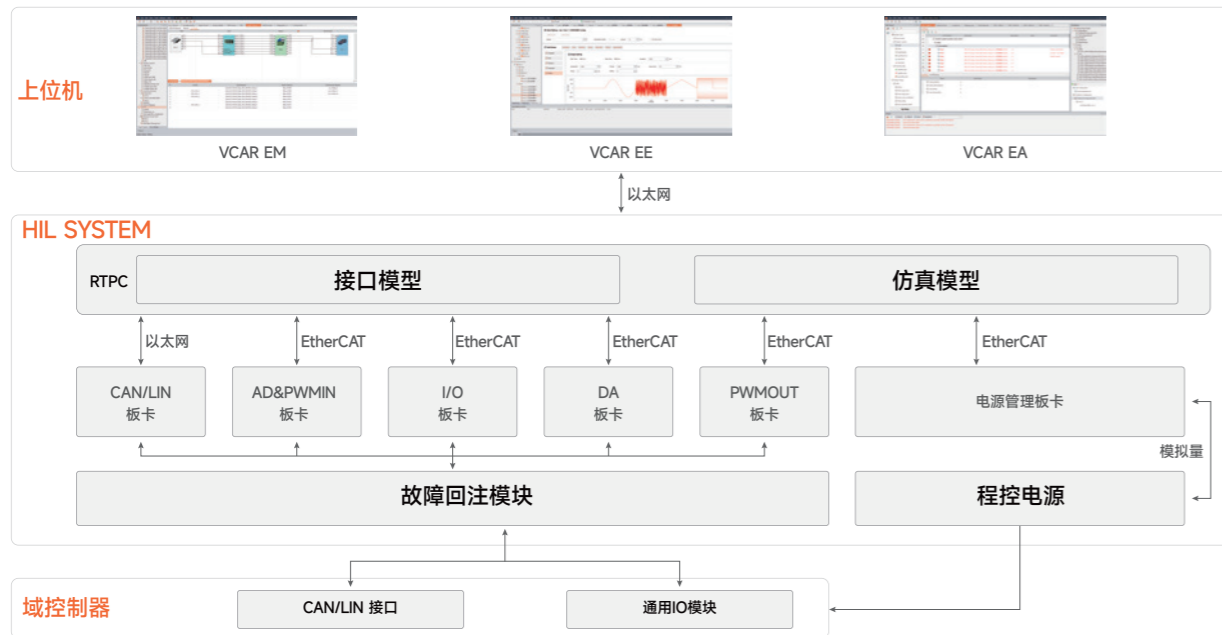 上位机
VCAR EM
VCAR EE
VCAR EA
以太网
HIL SYSTEM
RTPC
接口模型
仿真模型
以太网
EtherCAT
EtherCAT
EtherCAT
EtherCAT
EtherCAT
CAN/LIN
板卡
AD&PWMIN
板卡
I/O
板卡
DA
板卡
PWMOUT
板卡
电源管理板卡
模拟量
故障回注模块
程控电源
域控制器
CAN/LIN 接口
通用IO模块